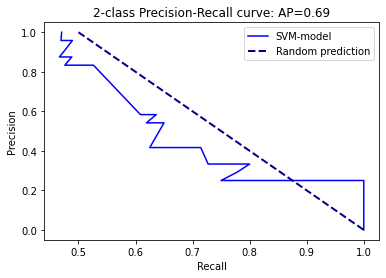 2-class Precision-Recall curve: AP=0.69
SVM-model
Random prediction
Precision
1.0
0.8
0.6
0.4
0.2
0.0
0.5
0.6
0.7
0.8
0.9
1.0
Recall